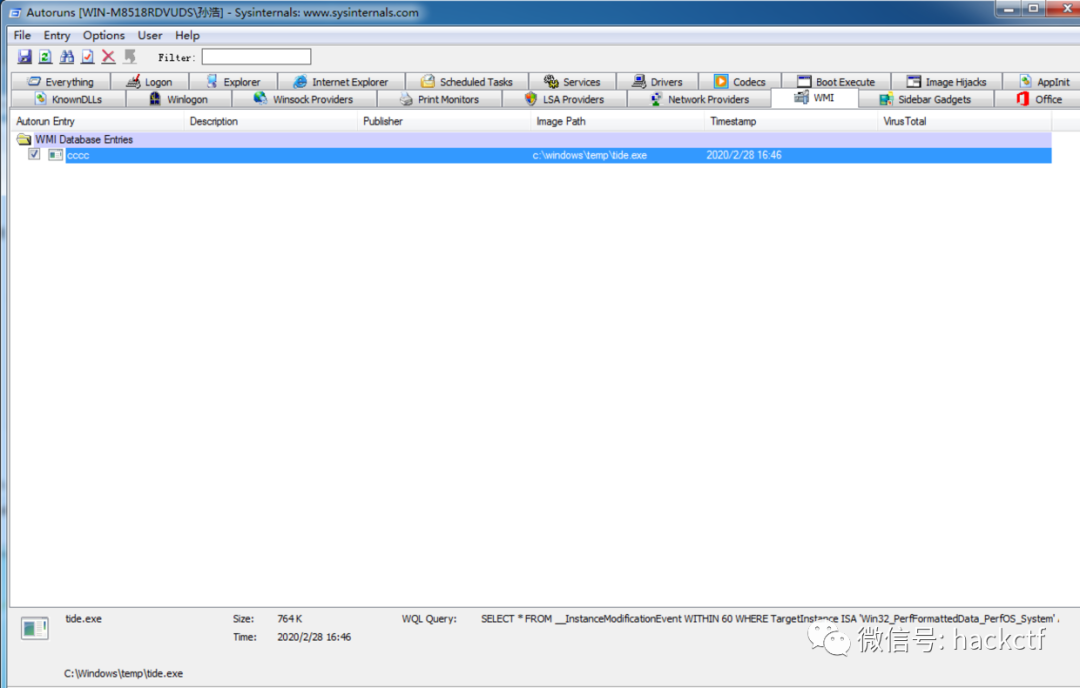 Autoruns [WIN-M8518RDVUDS\孙浩] - Sysinternals: www.sysinternals.com
File Entry Options User Help
Filter:
Everything Logon Explorer Internet Explorer Scheduled Tasks Services Drivers Codecs Boot Execute Image Hijacks AppInit
KnownDLLs Winlogon Winsock Providers Print Monitors LSA Providers Network Providers WMI Sidebar Gadgets Office
Autorun Entry Description Publisher Image Path Timestamp VirusTotal
WMI Database Entries
cccc c:\windows\temp\tide.exe 2020/2/28 16:46
tide.exe Size: 764 K WQL Query: SELECT * FROM __InstanceModificationEvent WITHIN 60 WHERE TargetInstance ISA 'Win32_PerfFormattedData_PerfOS_System'
Time: 2020/2/28 16:46
微信号: hackctf
C:\Windows\temp\tide.exe